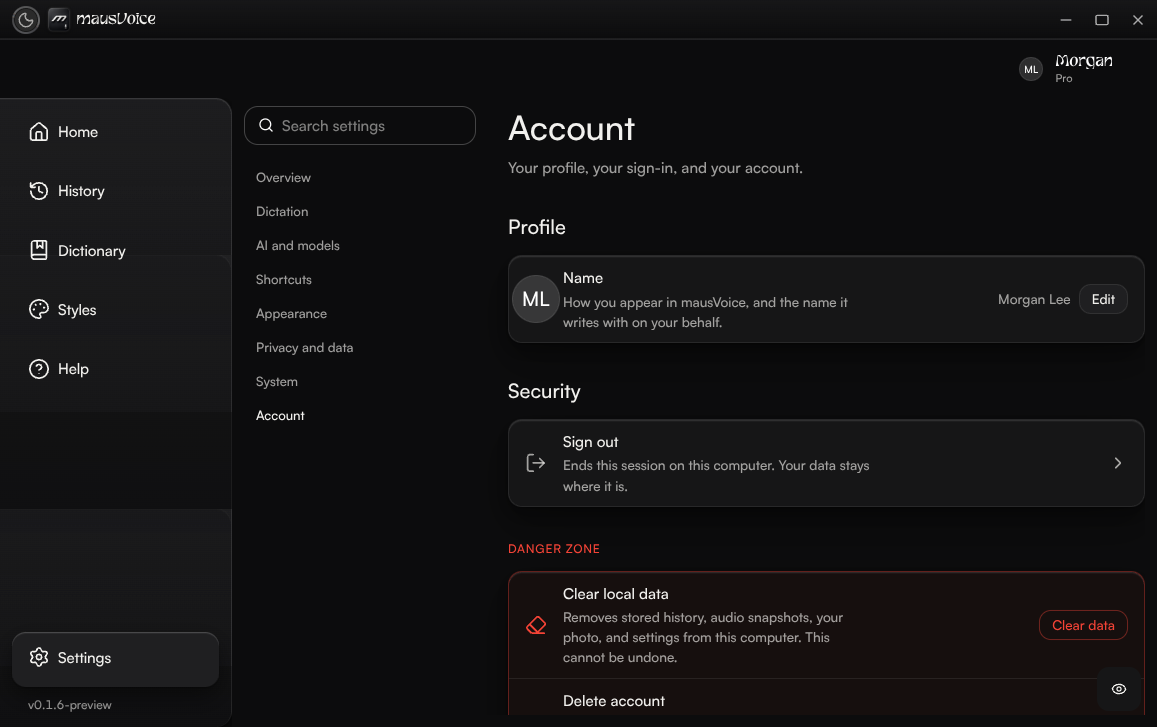 mausVoice
ML
Morgan
Pro
Home
History
Dictionary
Styles
Help
Settings
v0.1.6-preview
Search settings
Overview
Dictation
AI and models
Shortcuts
Appearance
Privacy and data
System
Account
Account
Your profile, your sign-in, and your account.
Profile
ML
Name
How you appear in mausVoice, and the name it
writes with on your behalf.
Morgan Lee
Edit
Security
Sign out
Ends this session on this computer. Your data stays
where it is.
DANGER ZONE
Clear local data
Removes stored history, audio snapshots, your
photo, and settings from this computer. This
cannot be undone.
Clear data
Delete account